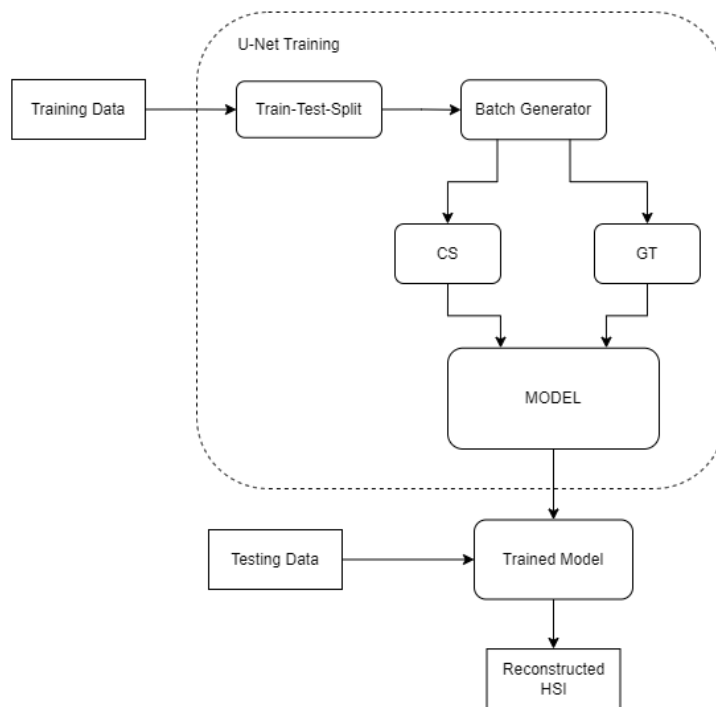 U-Net Training
Training Data
Train-Test-Split
Batch Generator
CS
GT
MODEL
Testing Data
Trained Model
Reconstructed
HSI